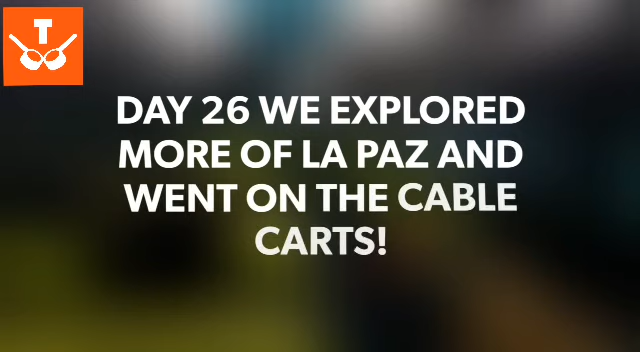 T
DAY 26 WE EXPLORED
MORE OF LA PAZ AND
WENT ON THE CABLE
CARTS!